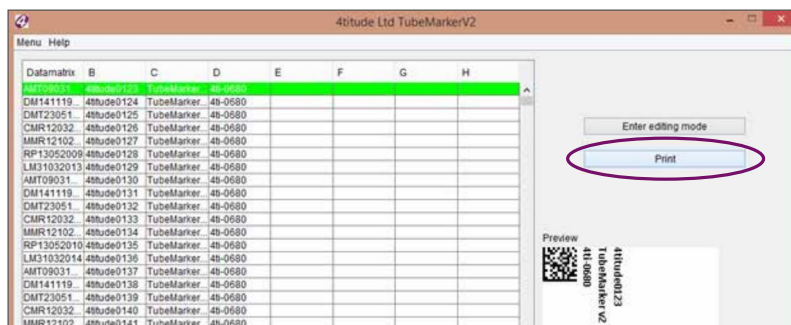 4titude Ltd TubeMarkerV2
Menu Help
Datamatrix B C D E F G H
AMT09031... 4titude0123 TubeMarker... 4ti-0680
DM141119... 4titude0124 TubeMarker... 4ti-0680
DMT23051... 4titude0125 TubeMarker... 4ti-0680
CMR12032... 4titude0126 TubeMarker... 4ti-0680
MMR12102... 4titude0127 TubeMarker... 4ti-0680
RP13052009 4titude0128 TubeMarker... 4ti-0680
LM31032013 4titude0129 TubeMarker... 4ti-0680
AMT09031... 4titude0130 TubeMarker... 4ti-0680
DM141119... 4titude0131 TubeMarker... 4ti-0680
DMT23051... 4titude0132 TubeMarker... 4ti-0680
CMR12032... 4titude0133 TubeMarker... 4ti-0680
MMR12102... 4titude0134 TubeMarker... 4ti-0680
RP13052010 4titude0135 TubeMarker... 4ti-0680
LM31032014 4titude0136 TubeMarker... 4ti-0680
AMT09031... 4titude0137 TubeMarker... 4ti-0680
DM141119... 4titude0138 TubeMarker... 4ti-0680
DMT23051... 4titude0139 TubeMarker... 4ti-0680
CMR12032... 4titude0140 TubeMarker... 4ti-0680
MMR12102... 4titude0141 TubeMarker... 4ti-0680
Enter editing mode
Print
Preview
4titude0123
TubeMarker v2
4ti-0680